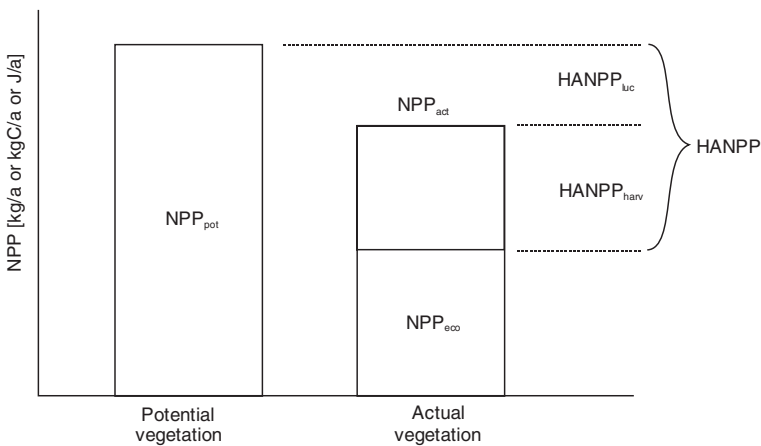 NPP [kg/a or kgC/a or J/a]
NPPpot
NPPact
NPPeco
HANPPluc
HANPPharv
HANPP
Potential
vegetation
Actual
vegetation